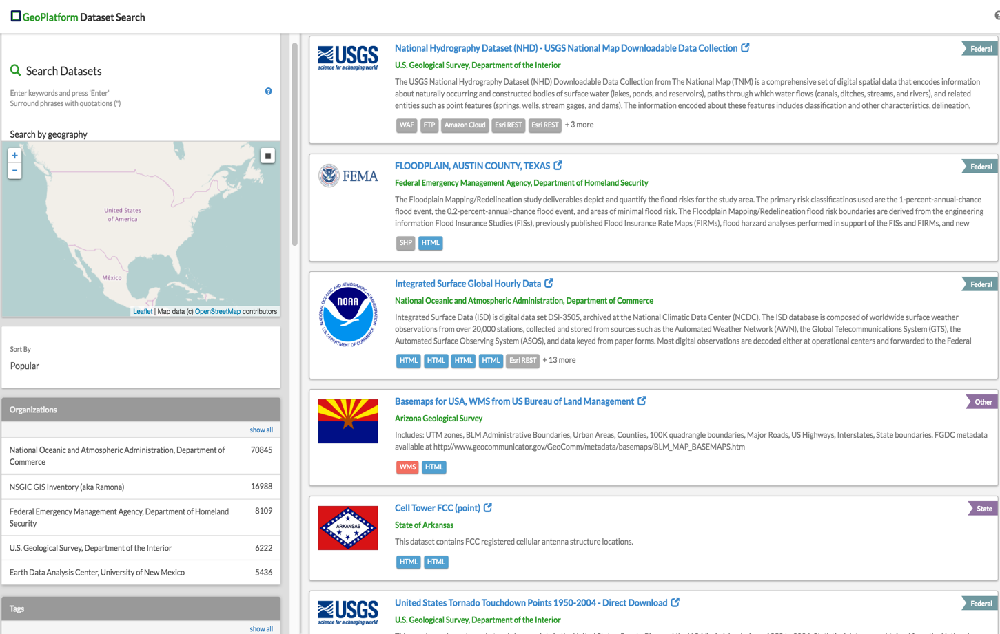 GeoPlatform Dataset Search
Search Datasets
Enter keywords and press 'Enter'
Surround phrases with quotations (")
Search by geography
+
−
United States
of America
México
Leaflet | Map data (c) OpenStreetMap contributors
Sort By
Popular
Organizations
show all
National Oceanic and Atmospheric Administration, Department of 70845
Commerce
NSGIC GIS Inventory (aka Ramona) 16988
Federal Emergency Management Agency, Department of Homeland 8109
Security
U.S. Geological Survey, Department of the Interior 6222
Earth Data Analysis Center, University of New Mexico 5436
Tags
show all
USGS
science for a changing world
National Hydrography Dataset (NHD) - USGS National Map Downloadable Data Collection
Federal
U.S. Geological Survey, Department of the Interior
The USGS National Hydrography Dataset (NHD) Downloadable Data Collection from The National Map (TNM) is a comprehensive set of digital spatial data that encodes information
about naturally occurring and constructed bodies of surface water (lakes, ponds, and reservoirs), paths through which water flows (canals, ditches, streams, and rivers), and related
entities such as point features (springs, wells, stream gages, and dams). The information encoded about these features includes classification and other characteristics, delineation,
WAF FTP Amazon Cloud Esri REST Esri REST + 3 more
FEMA
FLOODPLAIN, AUSTIN COUNTY, TEXAS
Federal
Federal Emergency Management Agency, Department of Homeland Security
The Floodplain Mapping/Redelineation study deliverables depict and quantify the flood risks for the study area. The primary risk classificatinos used are the 1-percent-annual-chance
flood event, the 0.2-percent-annual-chance flood event, and areas of minimal flood risk. The Floodplain Mapping/Redelineation flood risk boundaries are derived from the engineering
information Flood Insurance Studies (FISs), previously published Flood Insurance Rate Maps (FIRMs), flood harzard analyses performed in support of the FISs and FIRMs, and new
SHP HTML
NATIONAL OCEANIC AND ATMOSPHERIC ADMINISTRATION
NOAA
U.S. DEPARTMENT OF COMMERCE
Integrated Surface Global Hourly Data
Federal
National Oceanic and Atmospheric Administration, Department of Commerce
Integrated Surface Data (ISD) is digital data set DSI-3505, archived at the National Climatic Data Center (NCDC). The ISD database is composed of worldwide surface weather
observations from over 20,000 stations, collected and stored from sources such as the Automated Weather Network (AWN), the Global Telecommunications System (GTS), the
Automated Surface Observing System (ASOS), and data keyed from paper forms. Most digital observations are decoded either at operational centers and forwarded to the Federal
HTML HTML HTML HTML Esri REST + 13 more
Basemaps for USA, WMS from US Bureau of Land Management
Other
Arizona Geological Survey
Includes: UTM zones, BLM Administrative Boundaries, Urban Areas, Counties, 100K quadrangle boundaries, Major Roads, US Highways, Interstates, State boundaries. FGDC metadata
available at http://www.geocommunicator.gov/GeoComm/metadata/basemaps/BLM_MAP_BASEMAPS.htm
WMS HTML
ARKANSAS
Cell Tower FCC (point)
State
State of Arkansas
This dataset contains FCC registered cellular antenna structure locations.
HTML HTML
USGS
science for a changing world
United States Tornado Touchdown Points 1950-2004 - Direct Download
Federal
U.S. Geological Survey, Department of the Interior